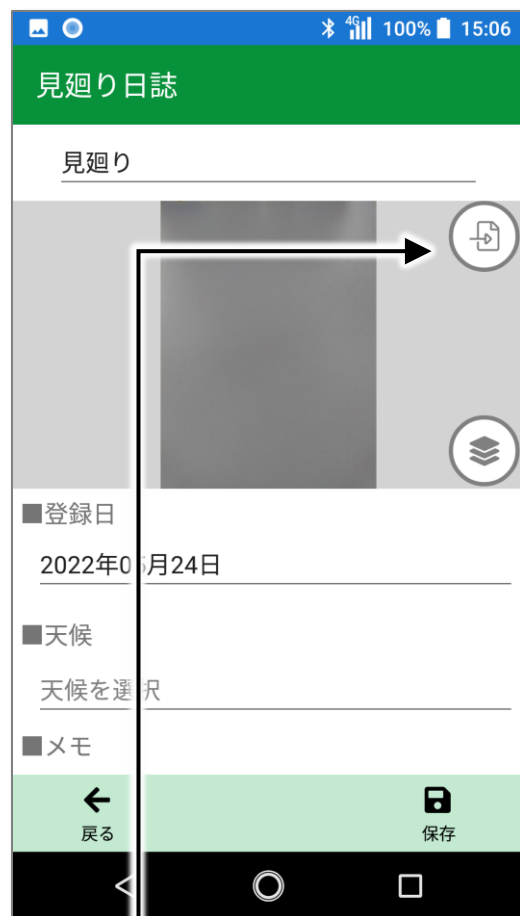 4G 100% 15:06
見廻り日誌
見廻り
■登録日
2022年05月24日
■天候
天候を選択
■メモ
戻る 保存